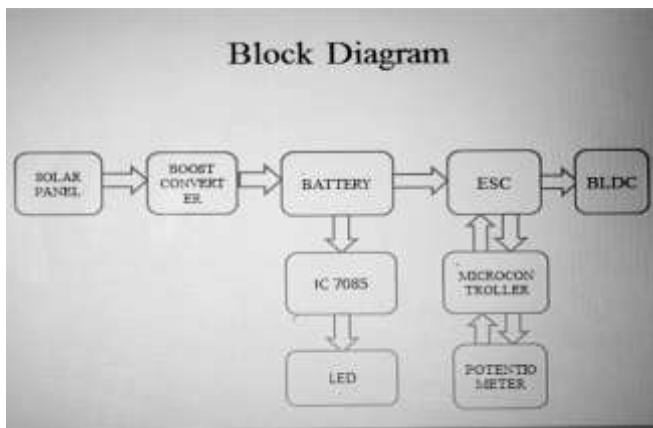 Block Diagram
SOLAR
PANEL
BOOST
CONVERT
ER
BATTERY
ESC
BLDC
IC 7085
MICROCON
TROLLER
LED
POTENTIO
METER